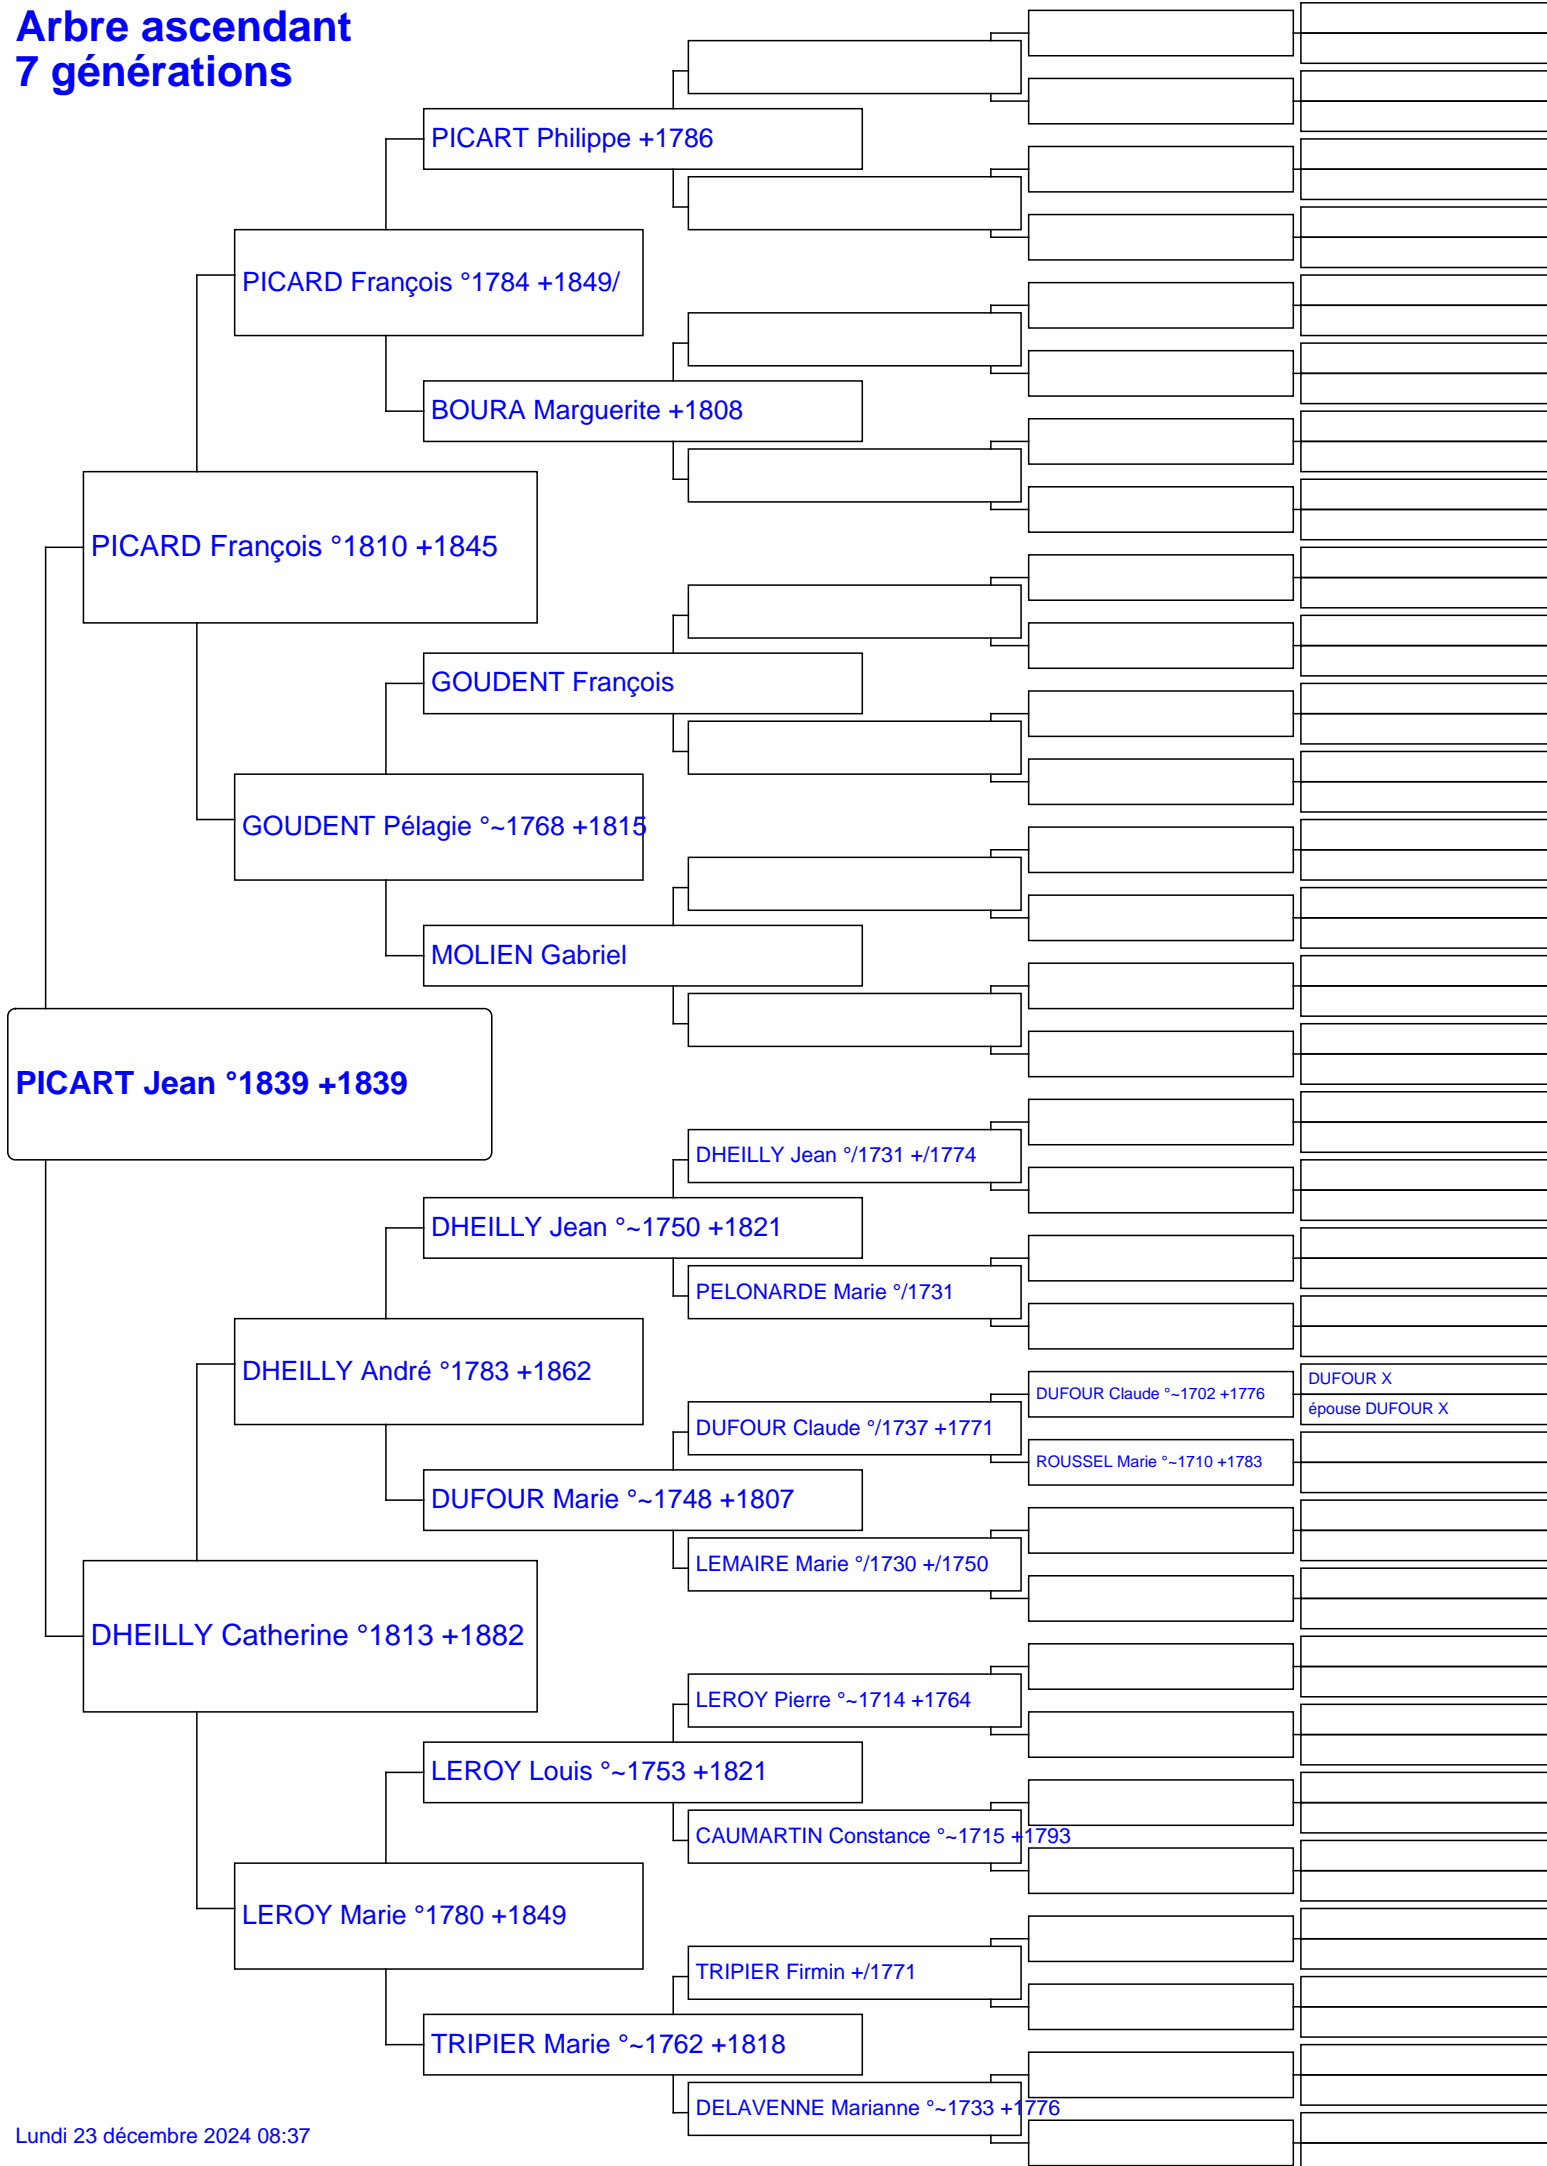 Arbre ascendant
7 générations
PICART Philippe +1786
PICARD François °1784 +1849/
BOURA Marguerite +1808
PICARD François °1810 +1845
GOUDENT François
GOUDENT Pélagie °~1768 +1815
MOLIEN Gabriel
PICART Jean °1839 +1839
DHEILLY Jean °/1731 +/1774
DHEILLY Jean °~1750 +1821
PELONARDE Marie °/1731
DHEILLY André °1783 +1862
DUFOUR X
DUFOUR Claude °~1702 +1776
épouse DUFOUR X
DUFOUR Claude °/1737 +1771
ROUSSEL Marie °~1710 +1783
DUFOUR Marie °~1748 +1807
LEMAIRE Marie °/1730 +/1750
DHEILLY Catherine °1813 +1882
LEROY Pierre °~1714 +1764
LEROY Louis °~1753 +1821
CAUMARTIN Constance °~1715 +1793
LEROY Marie °1780 +1849
TRIPIER Firmin +/1771
TRIPIER Marie °~1762 +1818
DELAVENNE Marianne °~1733 +1776
Lundi 23 décembre 2024 08:37